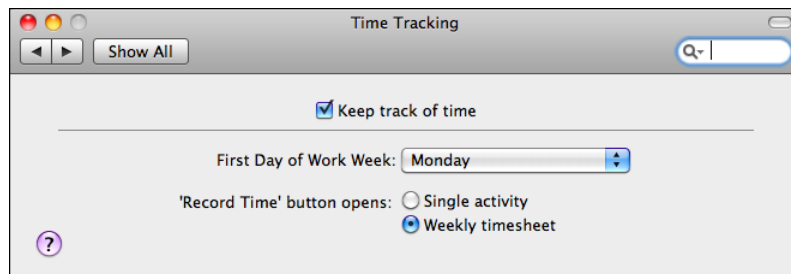 Time Tracking
Show All
Keep track of time
First Day of Work Week: Monday
'Record Time' button opens: Single activity
Weekly timesheet
?